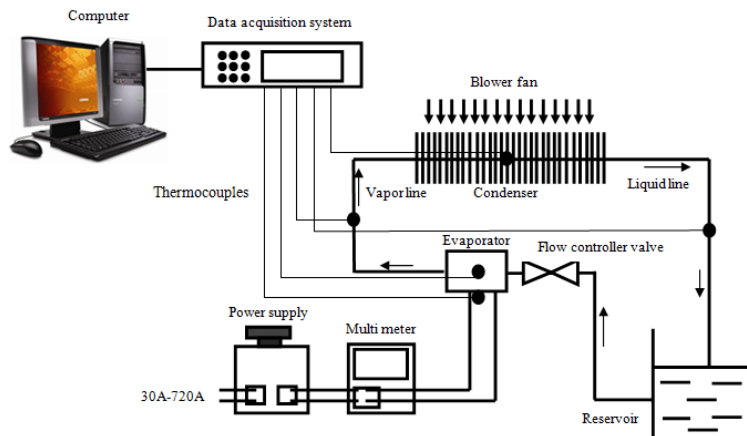 Computer
Data acquisition system
Blower fan
Thermocouples
Vapor line
Condenser
Liquid line
Evaporator
Flow controller valve
Power supply
Multi meter
30A-720A
Reservoir